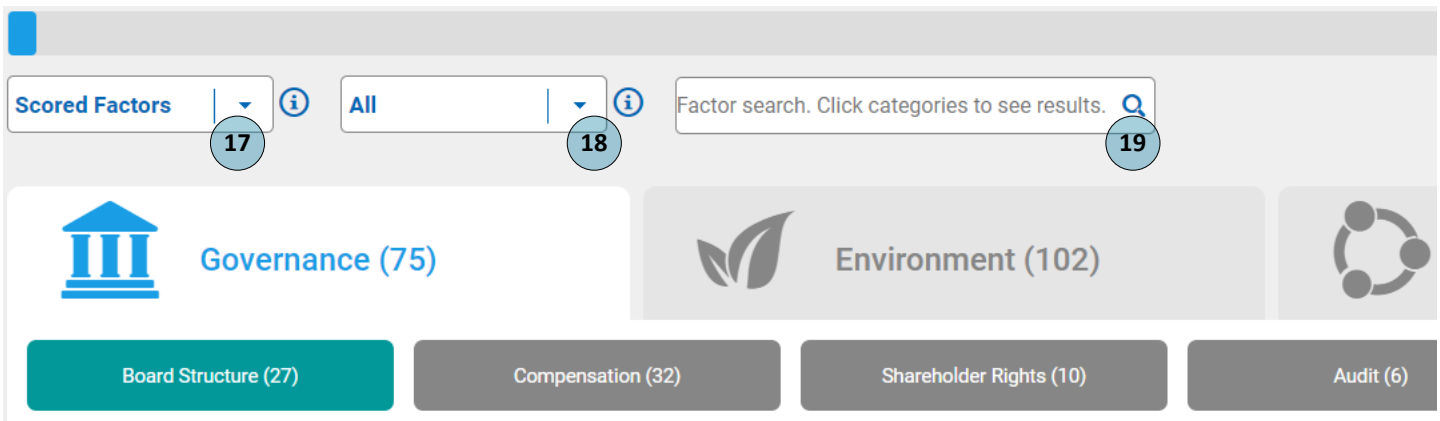 Scored Factors
All
Factor search. Click categories to see results.
17
18
19
Governance (75)
Environment (102)
Board Structure (27)
Compensation (32)
Shareholder Rights (10)
Audit (6)